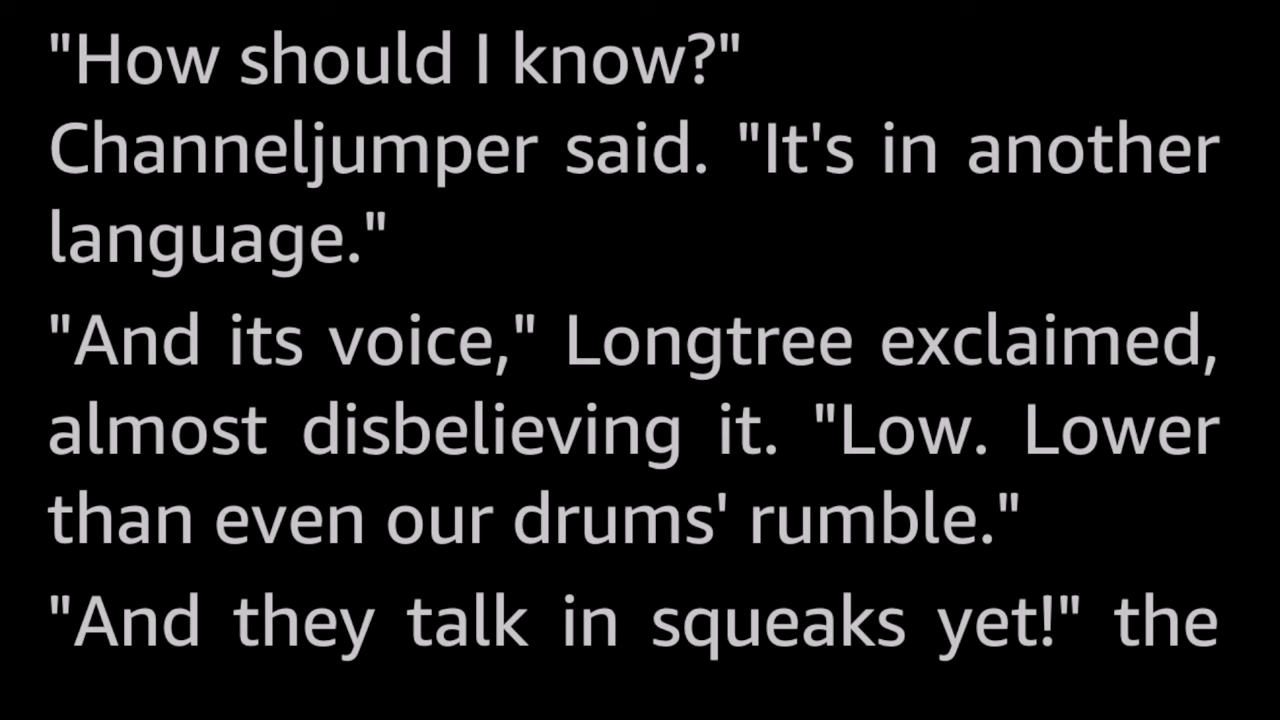 "How should I know?"
Channeljumper said. "It's in another
language."
"And its voice," Longtree exclaimed,
almost disbelieving it. "Low. Lower
than even our drums' rumble."
"And they talk in squeaks yet!" the